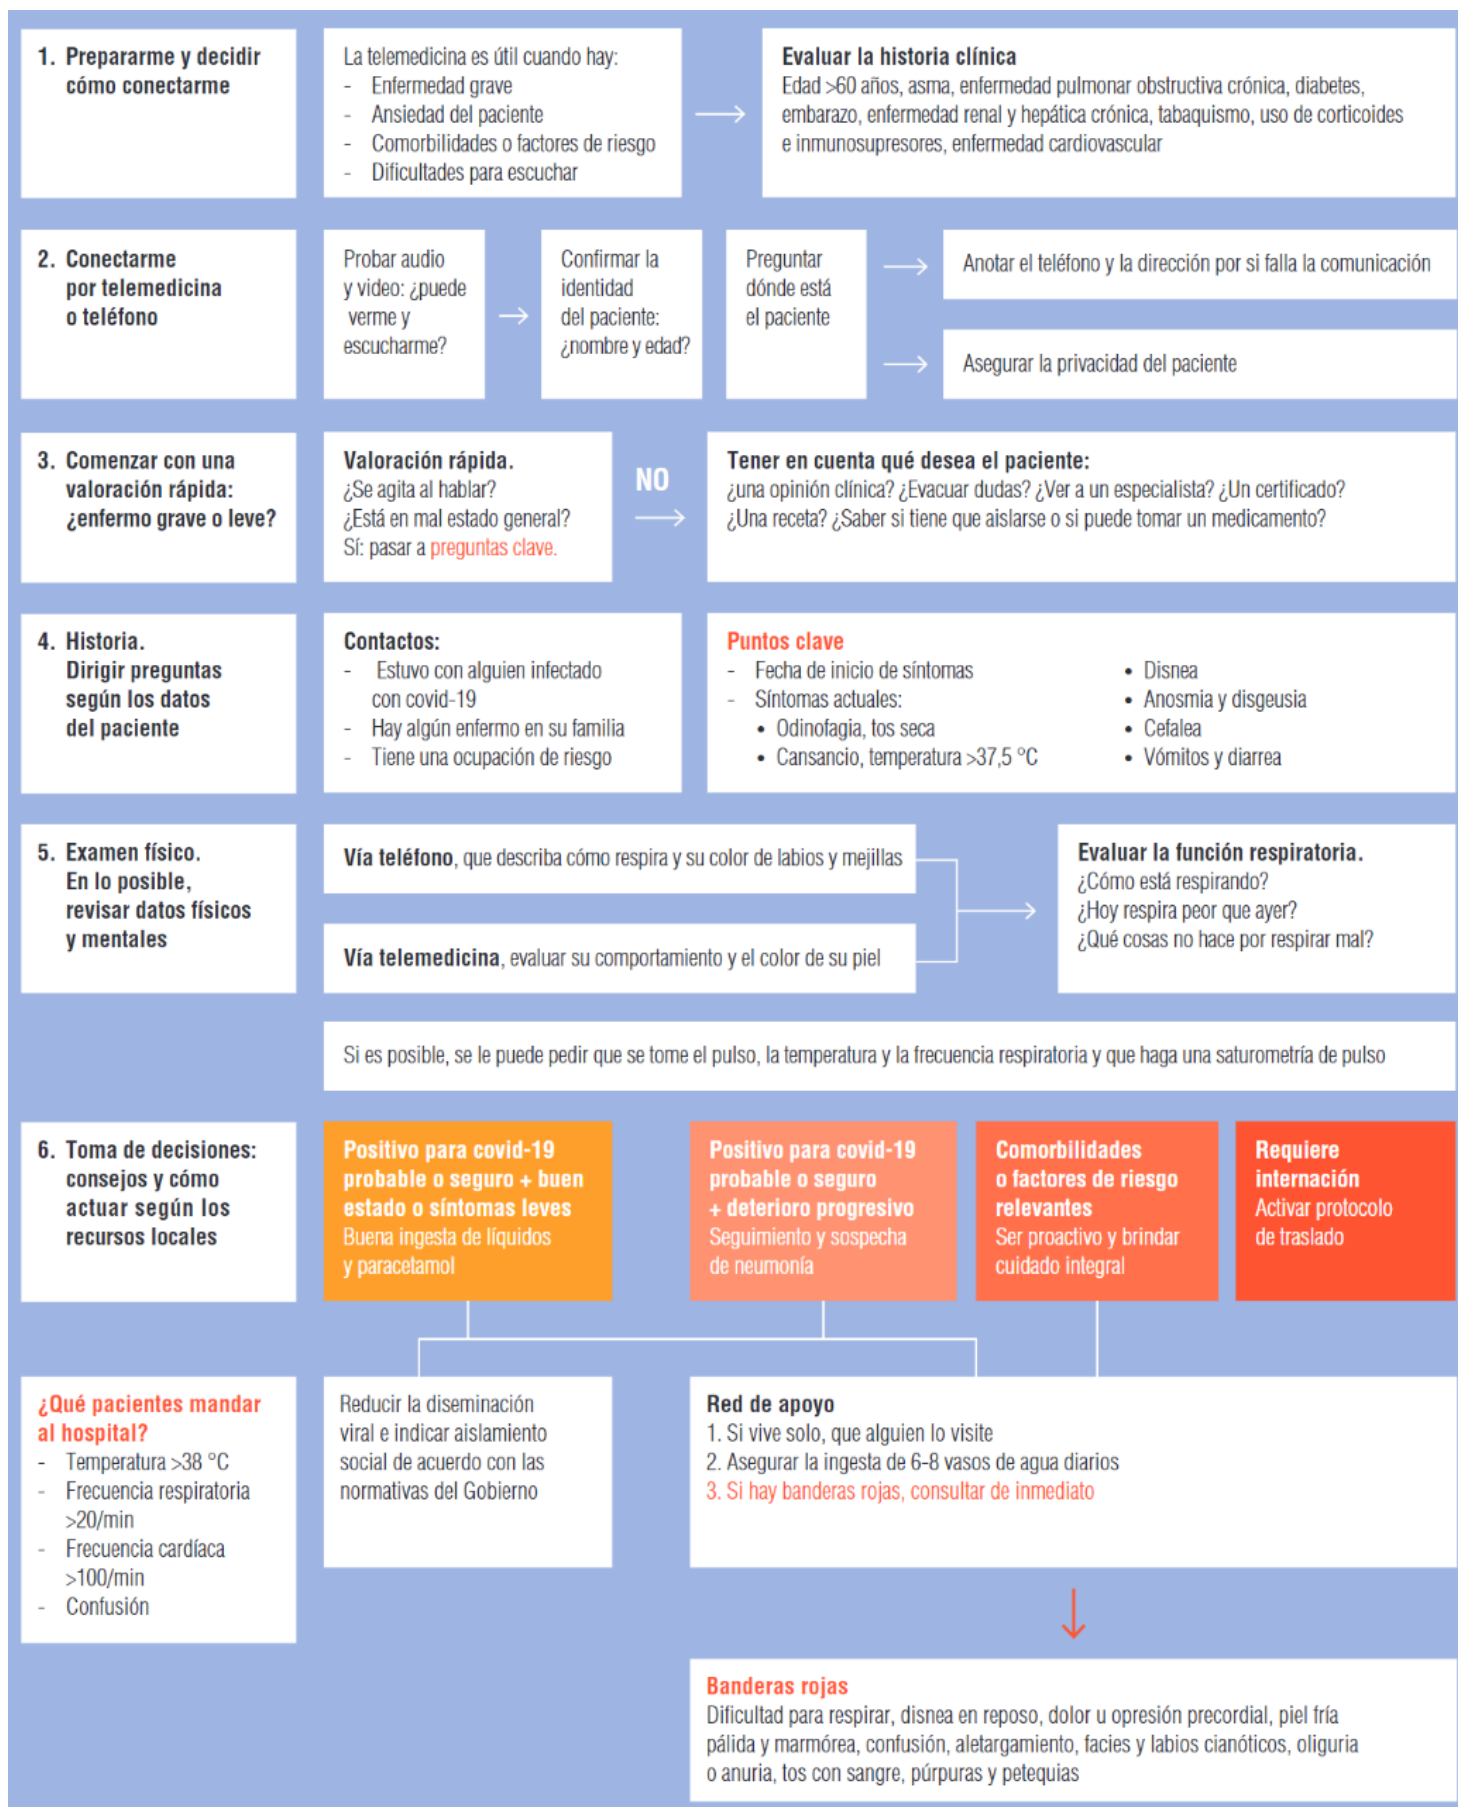 1. Prepararme y decidir
cómo conectarme
La telemedicina es útil cuando hay:
- Enfermedad grave
- Ansiedad del paciente
- Comorbilidades o factores de riesgo
- Dificultades para escuchar
Evaluar la historia clínica
Edad >60 años, asma, enfermedad pulmonar obstructiva crónica, diabetes,
embarazo, enfermedad renal y hepática crónica, tabaquismo, uso de corticoides
e inmunosupresores, enfermedad cardiovascular
2. Conectarme
por telemedicina
o teléfono
Probar audio
y video: ¿puede
verme y
escucharme?
Confirmar la
identidad
del paciente:
¿nombre y edad?
Preguntar
dónde está
el paciente
Anotar el teléfono y la dirección por si falla la comunicación
Asegurar la privacidad del paciente
3. Comenzar con una
valoración rápida:
¿enfermo grave o leve?
Valoración rápida.
¿Se agita al hablar?
¿Está en mal estado general?
Sí: pasar a preguntas clave.
NO
Tener en cuenta qué desea el paciente:
¿una opinión clínica? ¿Evacuar dudas? ¿Ver a un especialista? ¿Un certificado?
¿Una receta? ¿Saber si tiene que aislarse o si puede tomar un medicamento?
4. Historia.
Dirigir preguntas
según los datos
del paciente
Contactos:
- Estuvo con alguien infectado
con covid-19
- Hay algún enfermo en su familia
- Tiene una ocupación de riesgo
Puntos clave
- Fecha de inicio de síntomas
- Síntomas actuales:
• Odinofagia, tos seca
• Cansancio, temperatura >37,5 °C
• Disnea
• Anosmia y disgeusia
• Cefalea
• Vómitos y diarrea
5. Examen físico.
En lo posible,
revisar datos físicos
y mentales
Vía teléfono, que describa cómo respira y su color de labios y mejillas
Vía telemedicina, evaluar su comportamiento y el color de su piel
Evaluar la función respiratoria.
¿Cómo está respirando?
¿Hoy respira peor que ayer?
¿Qué cosas no hace por respirar mal?
Si es posible, se le puede pedir que se tome el pulso, la temperatura y la frecuencia respiratoria y que haga una saturometría de pulso
6. Toma de decisiones:
consejos y cómo
actuar según los
recursos locales
Positivo para covid-19
probable o seguro + buen
estado o síntomas leves
Buena ingesta de líquidos
y paracetamol
Positivo para covid-19
probable o seguro
+ deterioro progresivo
Seguimiento y sospecha
de neumonía
Comorbilidades
o factores de riesgo
relevantes
Ser proactivo y brindar
cuidado integral
Requiere
internación
Activar protocolo
de traslado
¿Qué pacientes mandar
al hospital?
- Temperatura >38 °C
- Frecuencia respiratoria
>20/min
- Frecuencia cardíaca
>100/min
- Confusión
Reducir la diseminación
viral e indicar aislamiento
social de acuerdo con las
normativas del Gobierno
Red de apoyo
1. Si vive solo, que alguien lo visite
2. Asegurar la ingesta de 6-8 vasos de agua diarios
3. Si hay banderas rojas, consultar de inmediato
Banderas rojas
Dificultad para respirar, disnea en reposo, dolor u opresión precordial, piel fría
pálida y marmórea, confusión, aletargamiento, facies y labios cianóticos, oliguria
o anuria, tos con sangre, púrpuras y petequias